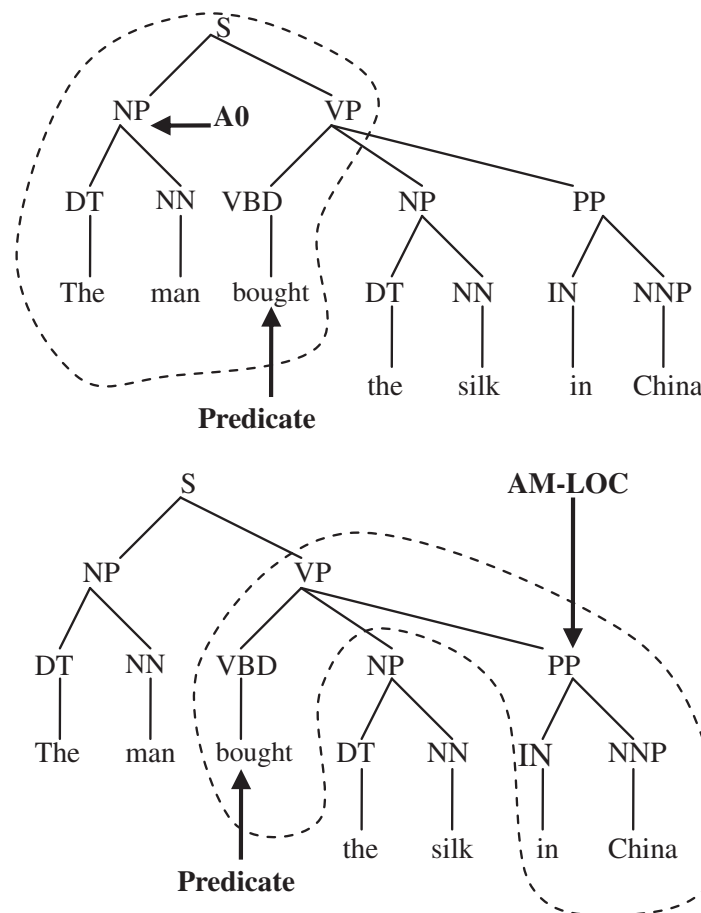 S
NP A0 VP
DT NN VBD NP PP
The man bought DT NN IN NNP
the silk in China
Predicate
S AM-LOC
NP VP
DT NN VBD NP PP
The man bought DT NN IN NNP
the silk in China
Predicate